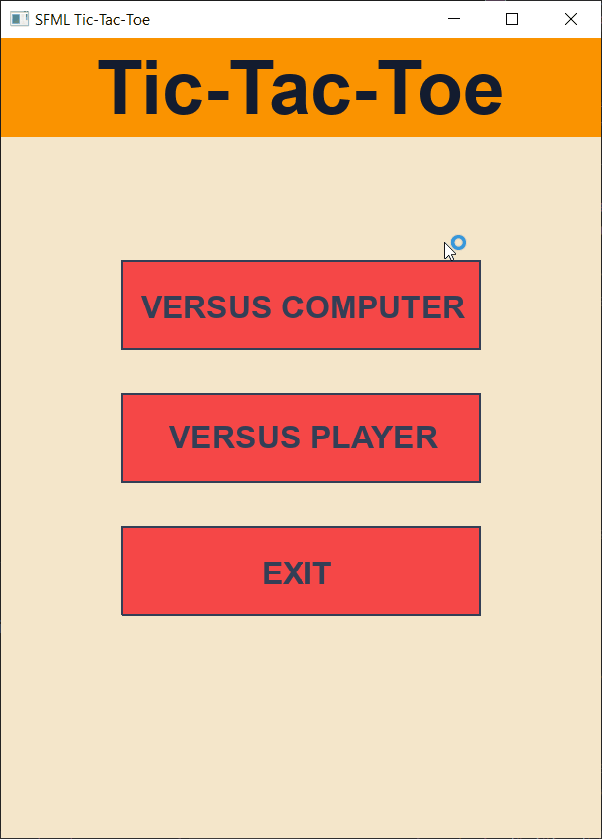 SFML Tic-Tac-Toe
Tic-Tac-Toe
VERSUS COMPUTER
VERSUS PLAYER
EXIT